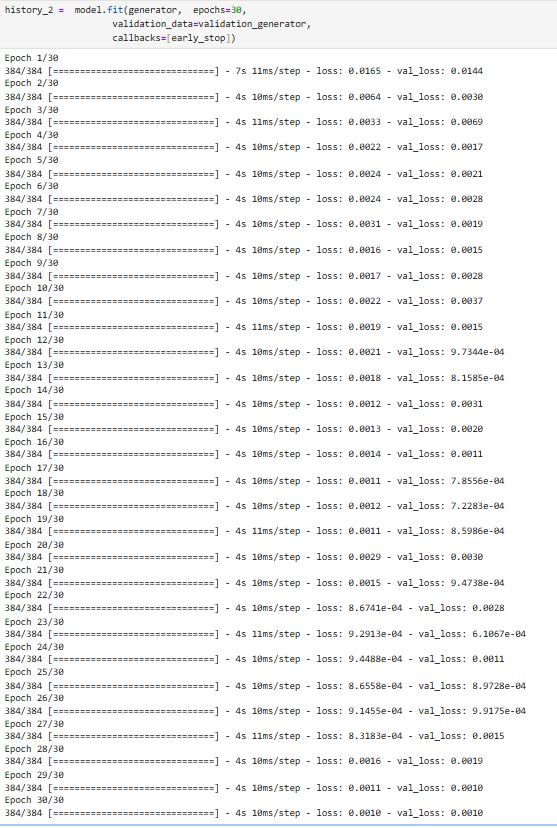 history_2 =  model.fit(generator,  epochs=30,
                    validation_data=validation_generator,
                    callbacks=[early_stop])
Epoch 1/30
384/384 [==============================] - 7s 11ms/step - loss: 0.0165 - val_loss: 0.0144
Epoch 2/30
384/384 [==============================] - 4s 10ms/step - loss: 0.0064 - val_loss: 0.0030
Epoch 3/30
384/384 [==============================] - 4s 11ms/step - loss: 0.0033 - val_loss: 0.0069
Epoch 4/30
384/384 [==============================] - 4s 10ms/step - loss: 0.0022 - val_loss: 0.0017
Epoch 5/30
384/384 [==============================] - 4s 10ms/step - loss: 0.0024 - val_loss: 0.0021
Epoch 6/30
384/384 [==============================] - 4s 10ms/step - loss: 0.0024 - val_loss: 0.0028
Epoch 7/30
384/384 [==============================] - 4s 10ms/step - loss: 0.0031 - val_loss: 0.0019
Epoch 8/30
384/384 [==============================] - 4s 10ms/step - loss: 0.0016 - val_loss: 0.0015
Epoch 9/30
384/384 [==============================] - 4s 10ms/step - loss: 0.0017 - val_loss: 0.0028
Epoch 10/30
384/384 [==============================] - 4s 10ms/step - loss: 0.0022 - val_loss: 0.0037
Epoch 11/30
384/384 [==============================] - 4s 11ms/step - loss: 0.0019 - val_loss: 0.0015
Epoch 12/30
384/384 [==============================] - 4s 10ms/step - loss: 0.0021 - val_loss: 9.7344e-04
Epoch 13/30
384/384 [==============================] - 4s 10ms/step - loss: 0.0018 - val_loss: 8.1585e-04
Epoch 14/30
384/384 [==============================] - 4s 10ms/step - loss: 0.0012 - val_loss: 0.0031
Epoch 15/30
384/384 [==============================] - 4s 10ms/step - loss: 0.0013 - val_loss: 0.0020
Epoch 16/30
384/384 [==============================] - 4s 10ms/step - loss: 0.0014 - val_loss: 0.0011
Epoch 17/30
384/384 [==============================] - 4s 10ms/step - loss: 0.0011 - val_loss: 7.8556e-04
Epoch 18/30
384/384 [==============================] - 4s 10ms/step - loss: 0.0012 - val_loss: 7.2283e-04
Epoch 19/30
384/384 [==============================] - 4s 11ms/step - loss: 0.0011 - val_loss: 8.5986e-04
Epoch 20/30
384/384 [==============================] - 4s 10ms/step - loss: 0.0029 - val_loss: 0.0030
Epoch 21/30
384/384 [==============================] - 4s 10ms/step - loss: 0.0015 - val_loss: 9.4738e-04
Epoch 22/30
384/384 [==============================] - 4s 10ms/step - loss: 8.6741e-04 - val_loss: 0.0028
Epoch 23/30
384/384 [==============================] - 4s 11ms/step - loss: 9.2913e-04 - val_loss: 6.1067e-04
Epoch 24/30
384/384 [==============================] - 4s 10ms/step - loss: 9.4488e-04 - val_loss: 0.0011
Epoch 25/30
384/384 [==============================] - 4s 10ms/step - loss: 8.6558e-04 - val_loss: 8.9728e-04
Epoch 26/30
384/384 [==============================] - 4s 10ms/step - loss: 9.1455e-04 - val_loss: 9.9175e-04
Epoch 27/30
384/384 [==============================] - 4s 11ms/step - loss: 8.3183e-04 - val_loss: 0.0015
Epoch 28/30
384/384 [==============================] - 4s 10ms/step - loss: 0.0016 - val_loss: 0.0019
Epoch 29/30
384/384 [==============================] - 4s 10ms/step - loss: 0.0011 - val_loss: 0.0010
Epoch 30/30
384/384 [==============================] - 4s 10ms/step - loss: 0.0010 - val_loss: 0.0010